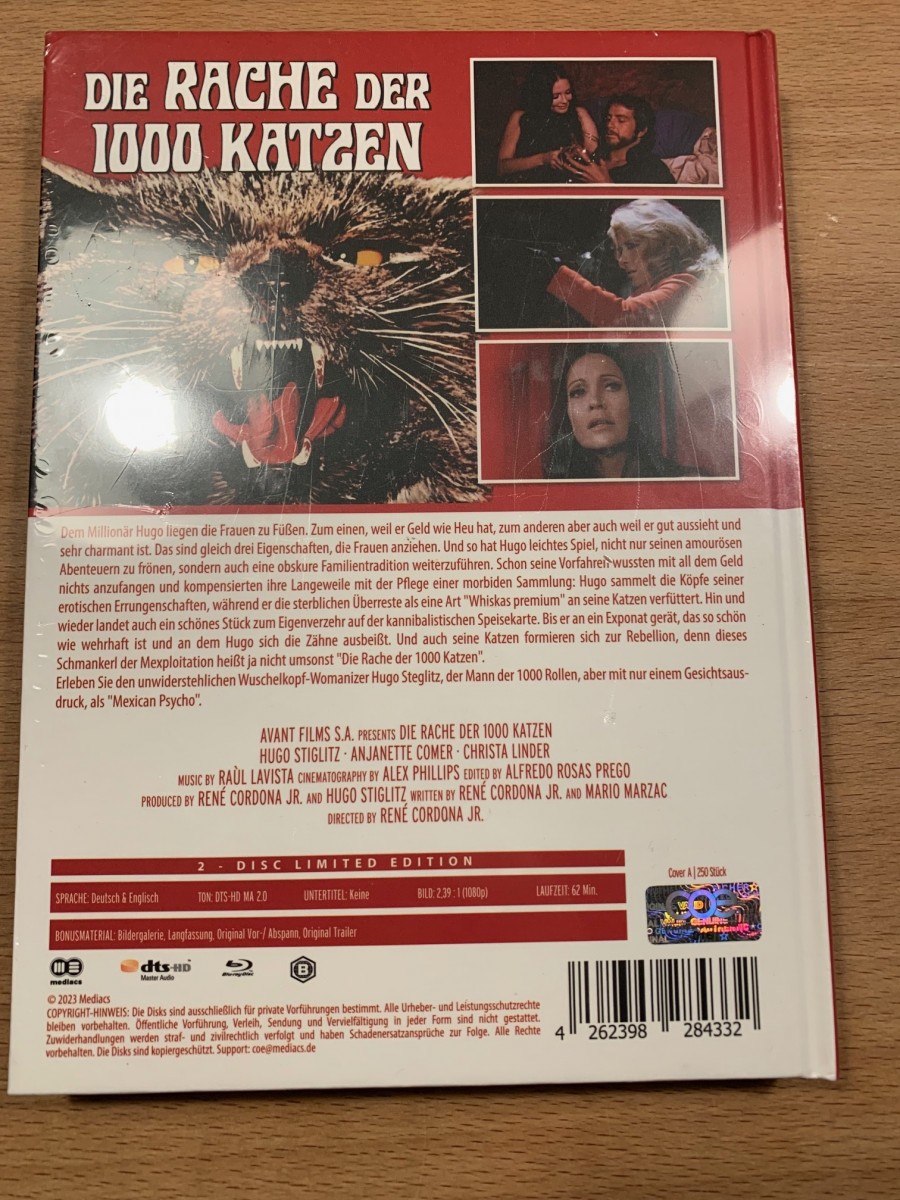 DIE RACHE DER
1000 KATZEN
Dem Millionär Hugo liegen die Frauen zu Füßen. Zum einen, weil er Geld wie Heu hat, zum anderen aber auch weil er gut aussieht und
sehr charmant ist. Das sind gleich drei Eigenschaften, die Frauen anziehen. Und so hat Hugo leichtes Spiel, nicht nur seinen amourösen
Abenteuern zu frönen, sondern auch eine obskure Familientradition weiterzuführen. Schon seine Vorfahren wussten mit all dem Geld
nichts anzufangen und kompensierten ihre Langeweile mit der Pflege einer morbiden Sammlung: Hugo sammelt die Köpfe seiner
erotischen Errungenschaften, während er die sterblichen Überreste als eine Art "Whiskas premium" an seine Katzen verfüttert. Hin und
wieder landet auch ein schönes Stück zum Eigenverzehr auf der kannibalistischen Speisekarte. Bis er an ein Exponat gerät, das so schön
wie wehrhaft ist und an dem Hugo sich die Zähne ausbeißt. Und auch seine Katzen formieren sich zur Rebellion, denn dieses
Schmankerl der Mexploitation heißt ja nicht umsonst "Die Rache der 1000 Katzen".
Erleben Sie den unwiderstehlichen Wuschelkopf-Womanizer Hugo Steglitz, der Mann der 1000 Rollen, aber mit nur einem Gesichtsaus-
druck, als "Mexican Psycho".
AVANT FILMS S.A. PRESENTS DIE RACHE DER 1000 KATZEN
HUGO STIGLITZ · ANJANETTE COMER · CHRISTA LINDER
MUSIC BY RAÙL LAVISTA CINEMATOGRAPHY BY ALEX PHILLIPS EDITED BY ALFREDO ROSAS PREGO
PRODUCED BY RENÉ CORDONA JR. AND HUGO STIGLITZ WRITTEN BY RENÉ CORDONA JR. AND MARIO MARZAC
DIRECTED BY RENÉ CORDONA JR.
2 - DISC LIMITED EDITION
SPRACHE: Deutsch & Englisch TON: DTS-HD MA 2.0 UNTERTITEL: Keine BILD: 2.39 : 1 (1080p) LAUFZEIT: 62 Min.
BONUSMATERIAL: Bildergalerie, Langfassung, Original Vor-/ Abspann, Original Trailer
Cover A | 250 Stück
coe
GENUINE
mediacs
dts-HD
Master Audio
Blu-ray Disc
B
© 2023 Mediacs
COPYRIGHT-HINWEIS: Die Disks sind ausschließlich für private Vorführungen bestimmt. Alle Urheber- und Leistungsschutzrechte
bleiben vorbehalten. Öffentliche Vorführung, Verleih, Sendung und Vervielfältigung in jeder Form sind nicht gestattet.
Zuwiderhandlungen werden straf- und zivilrechtlich verfolgt und haben Schadenersatzansprüche zur Folge. Alle Rechte
vorbehalten. Die Disks sind kopiergeschützt. Support: coe@mediacs.de
4 262398 284332